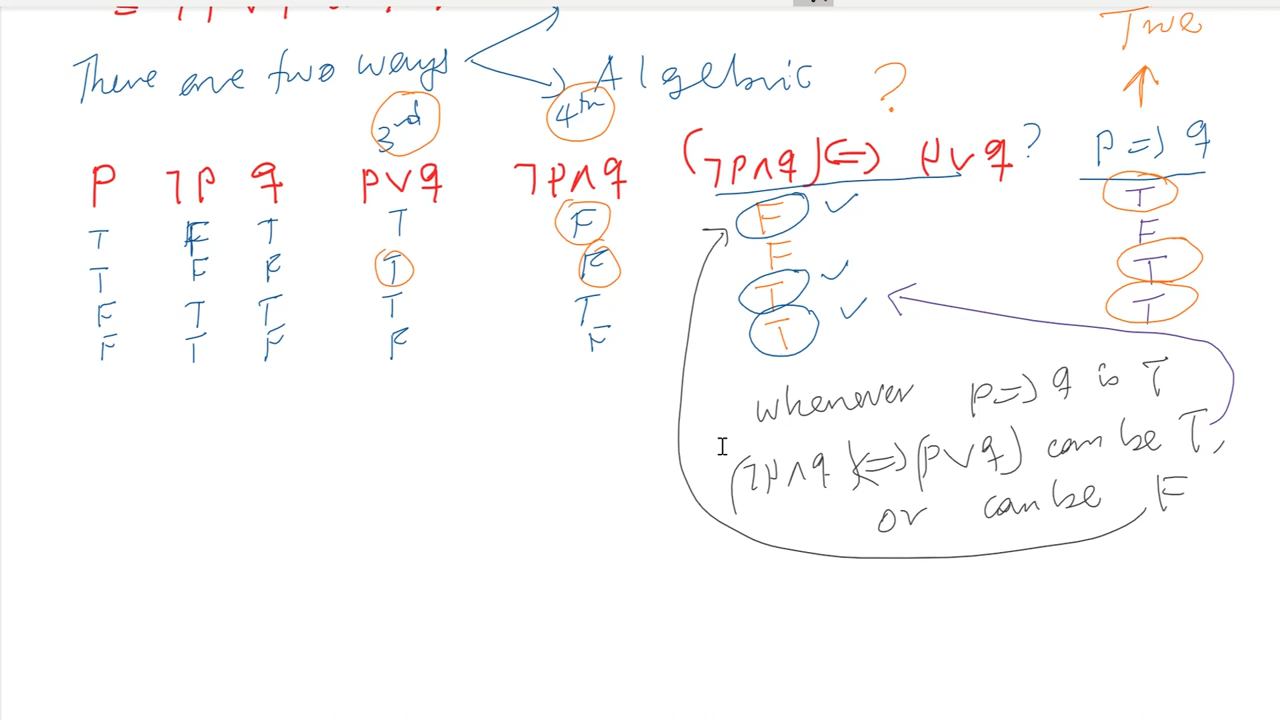 There are two ways Algebric ?
True
3rd 4th
p ¬p q p∨q ¬p∧q (¬p∧q)⇔ p∨q ? p ⇒ q
T F T T F F ✓ T
T F F T F F F
F T T T T T ✓ T
F T F F F T ✓ T
whenever p⇒q is T
(¬p∧q)⇔(p∨q) can be T,
or can be F